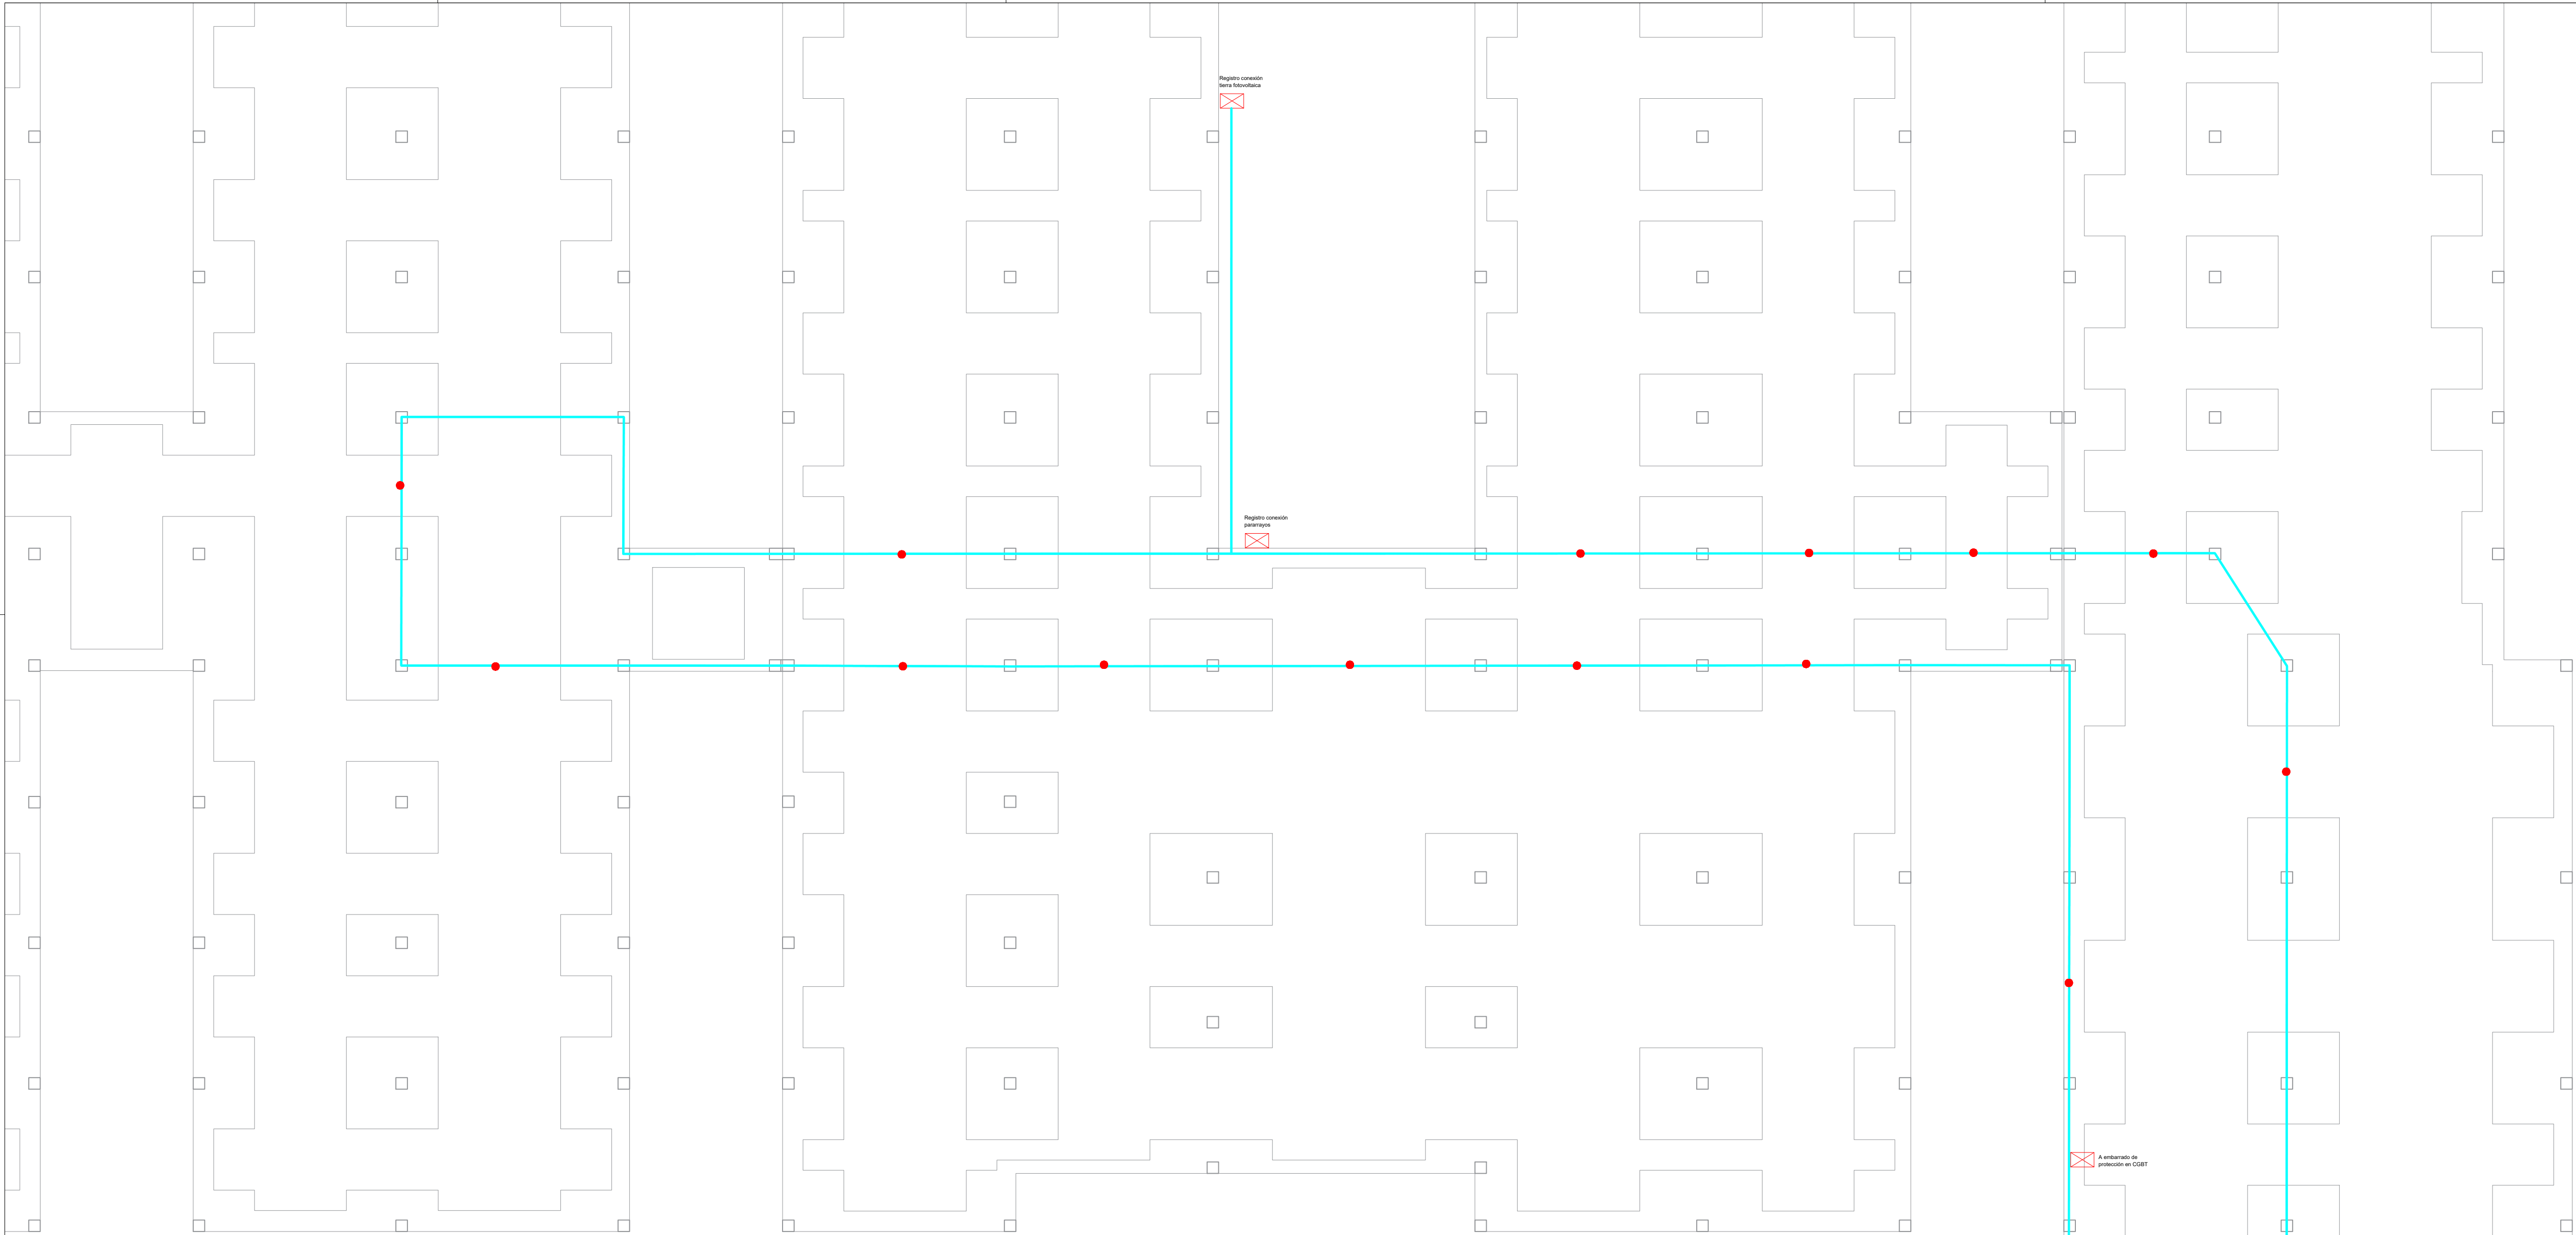 Registro conexión
tierra fotovoltaica
Registro conexión
pararrayos
A embarrado de
protección en CGBT